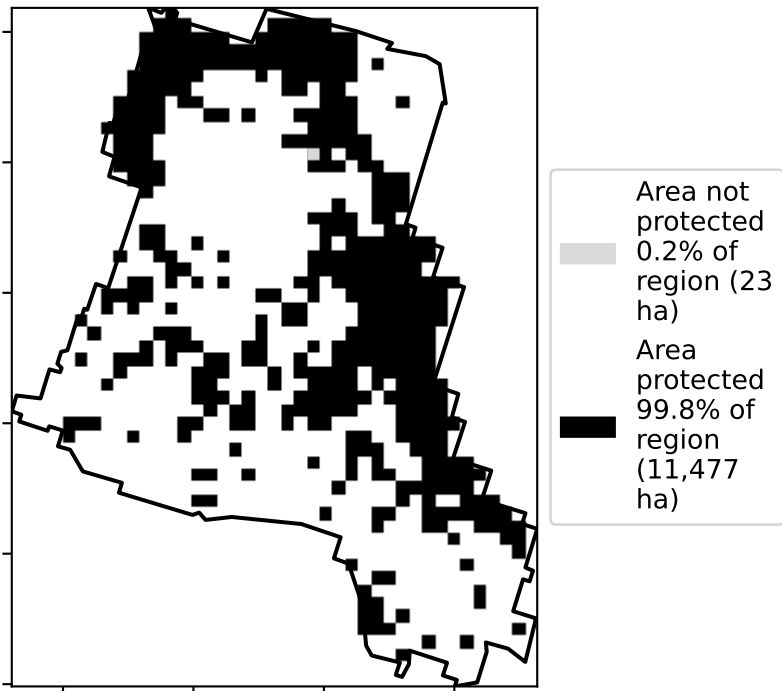 Area not
protected
0.2% of
region (23
ha)
Area
protected
99.8% of
region
(11,477
ha)